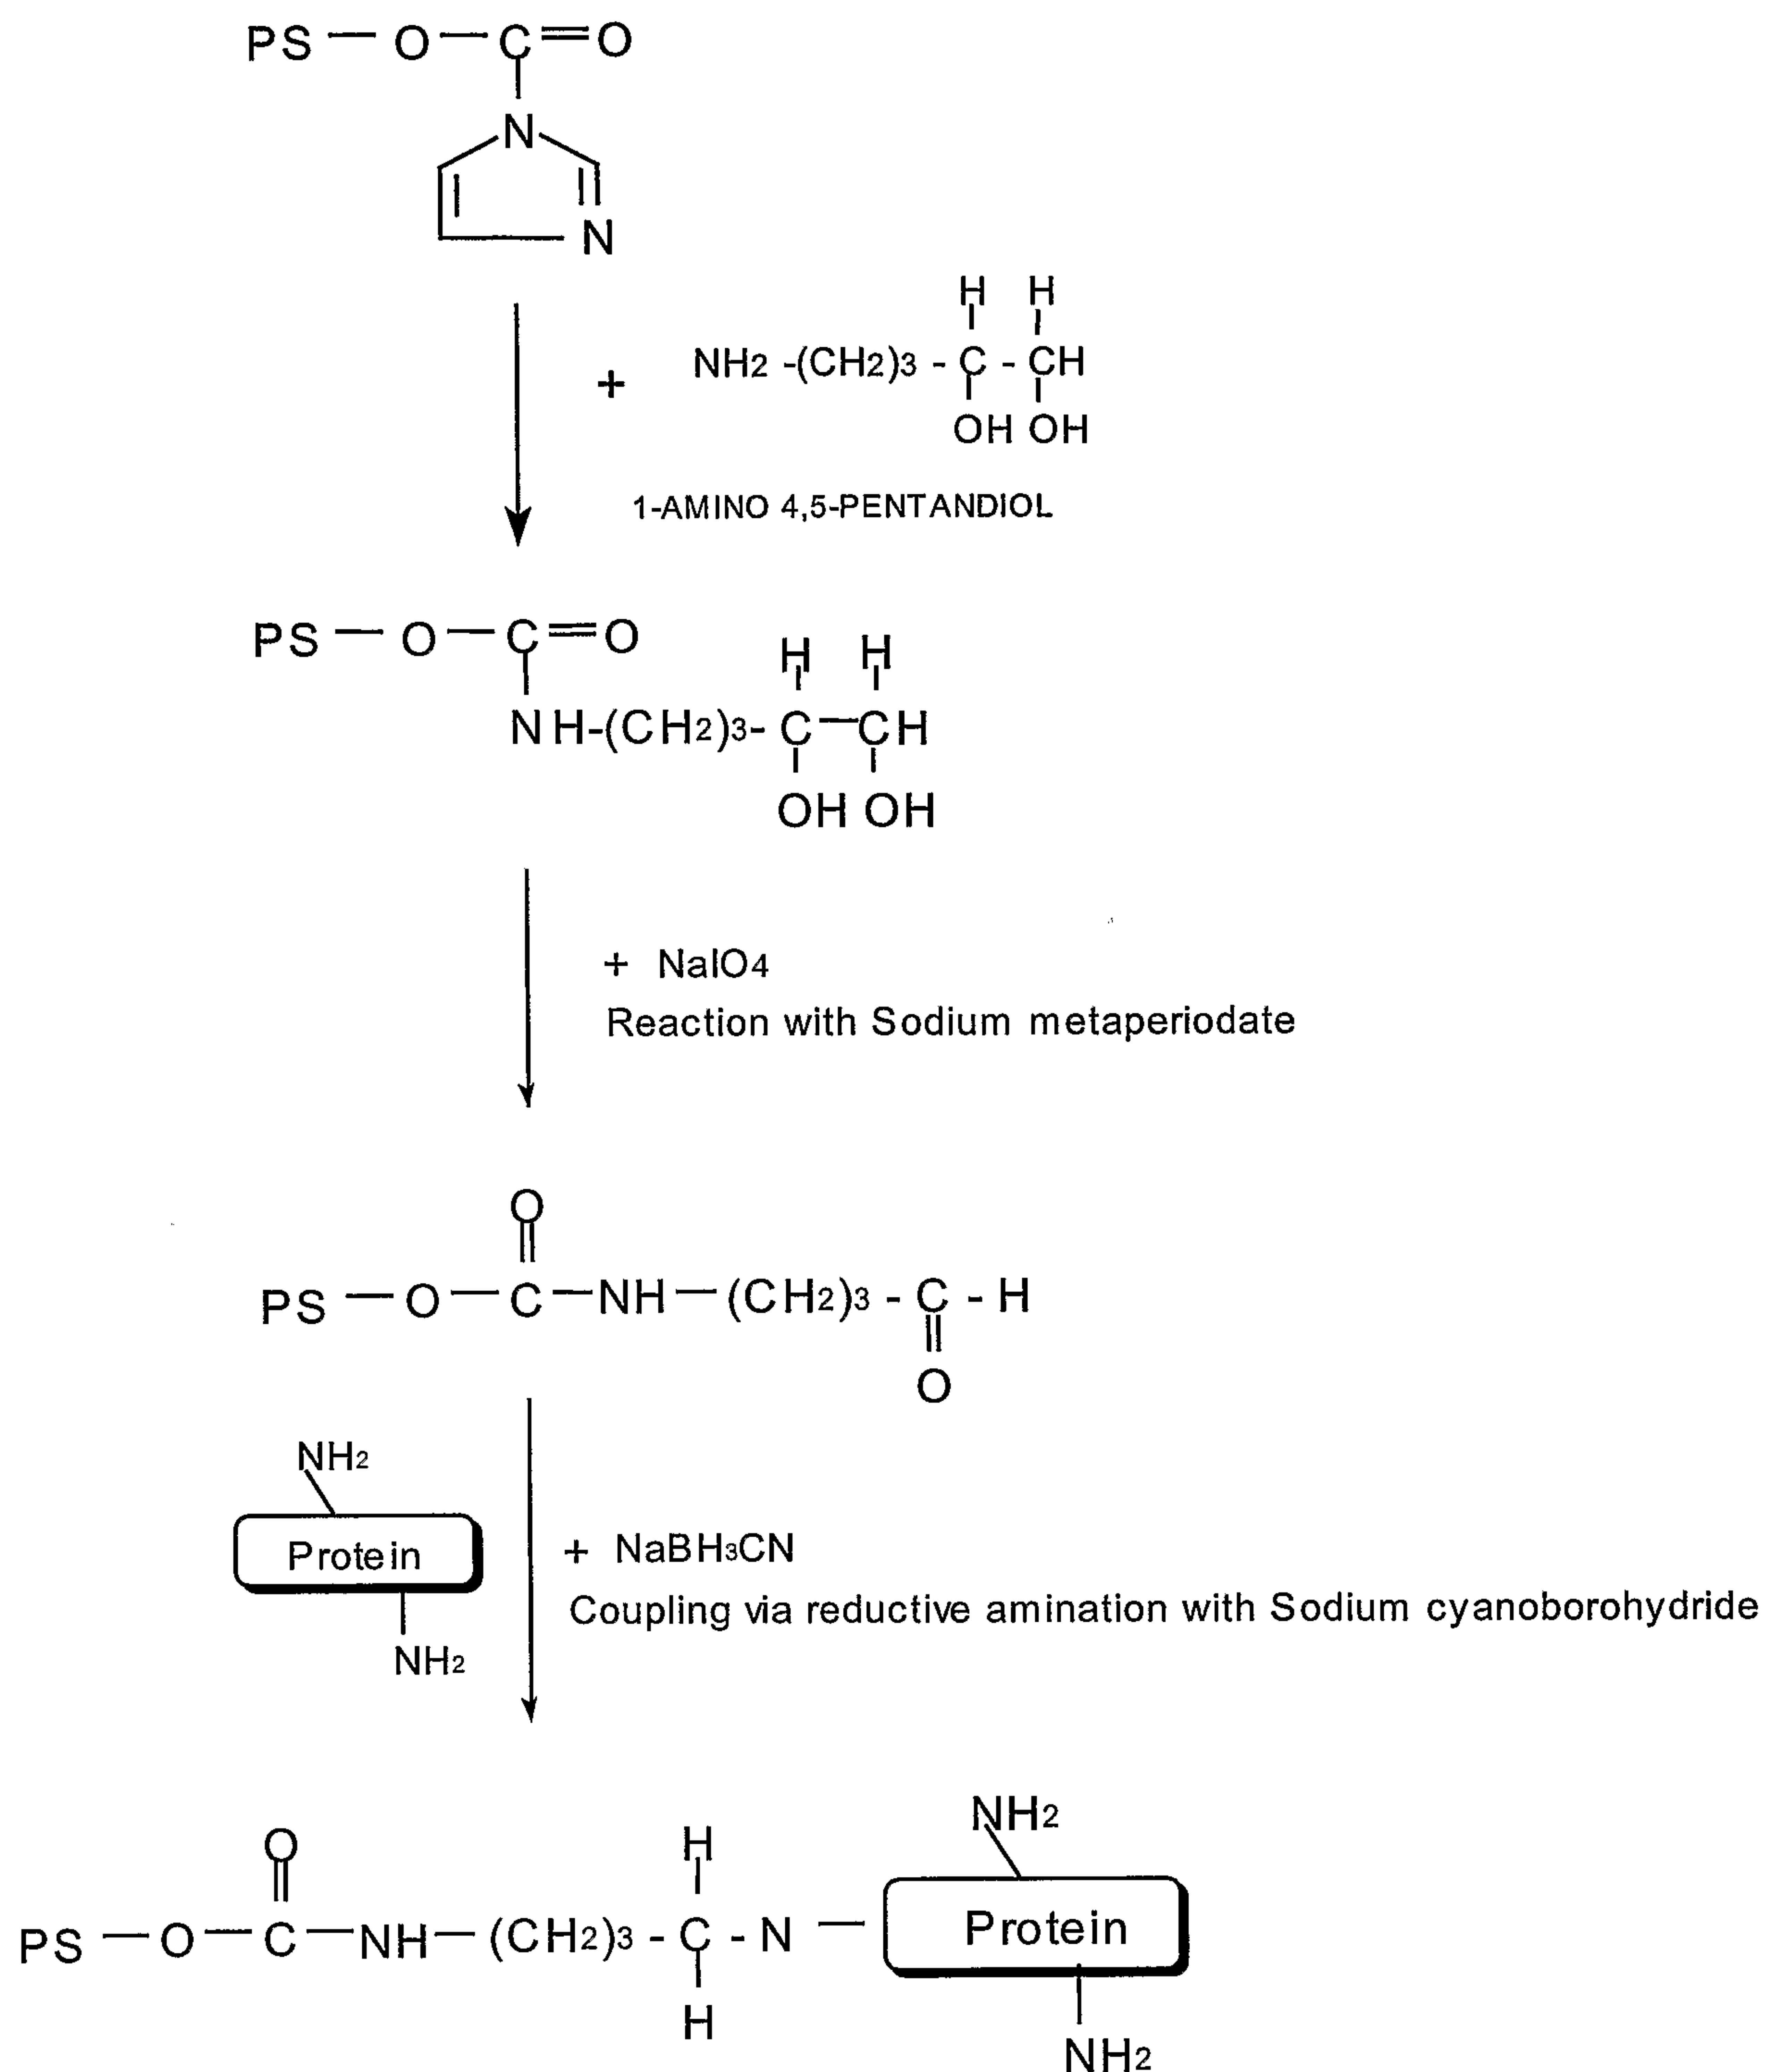 PS — O — C = O
N
N
H H
NH2 -(CH2)3 - C - CH
+
OH OH
1-AMINO 4,5-PENTANDIOL
PS — O — C = O
H H
NH-(CH2)3- C — CH
OH OH
+ NaIO4
Reaction with Sodium metaperiodate
O
PS — O — C — NH — (CH2)3 - C - H
O
NH2
Protein
+ NaBH3CN
Coupling via reductive amination with Sodium cyanoborohydride
NH2
NH2
O H
PS — O — C — NH — (CH2)3 - C - N — Protein
H
NH2